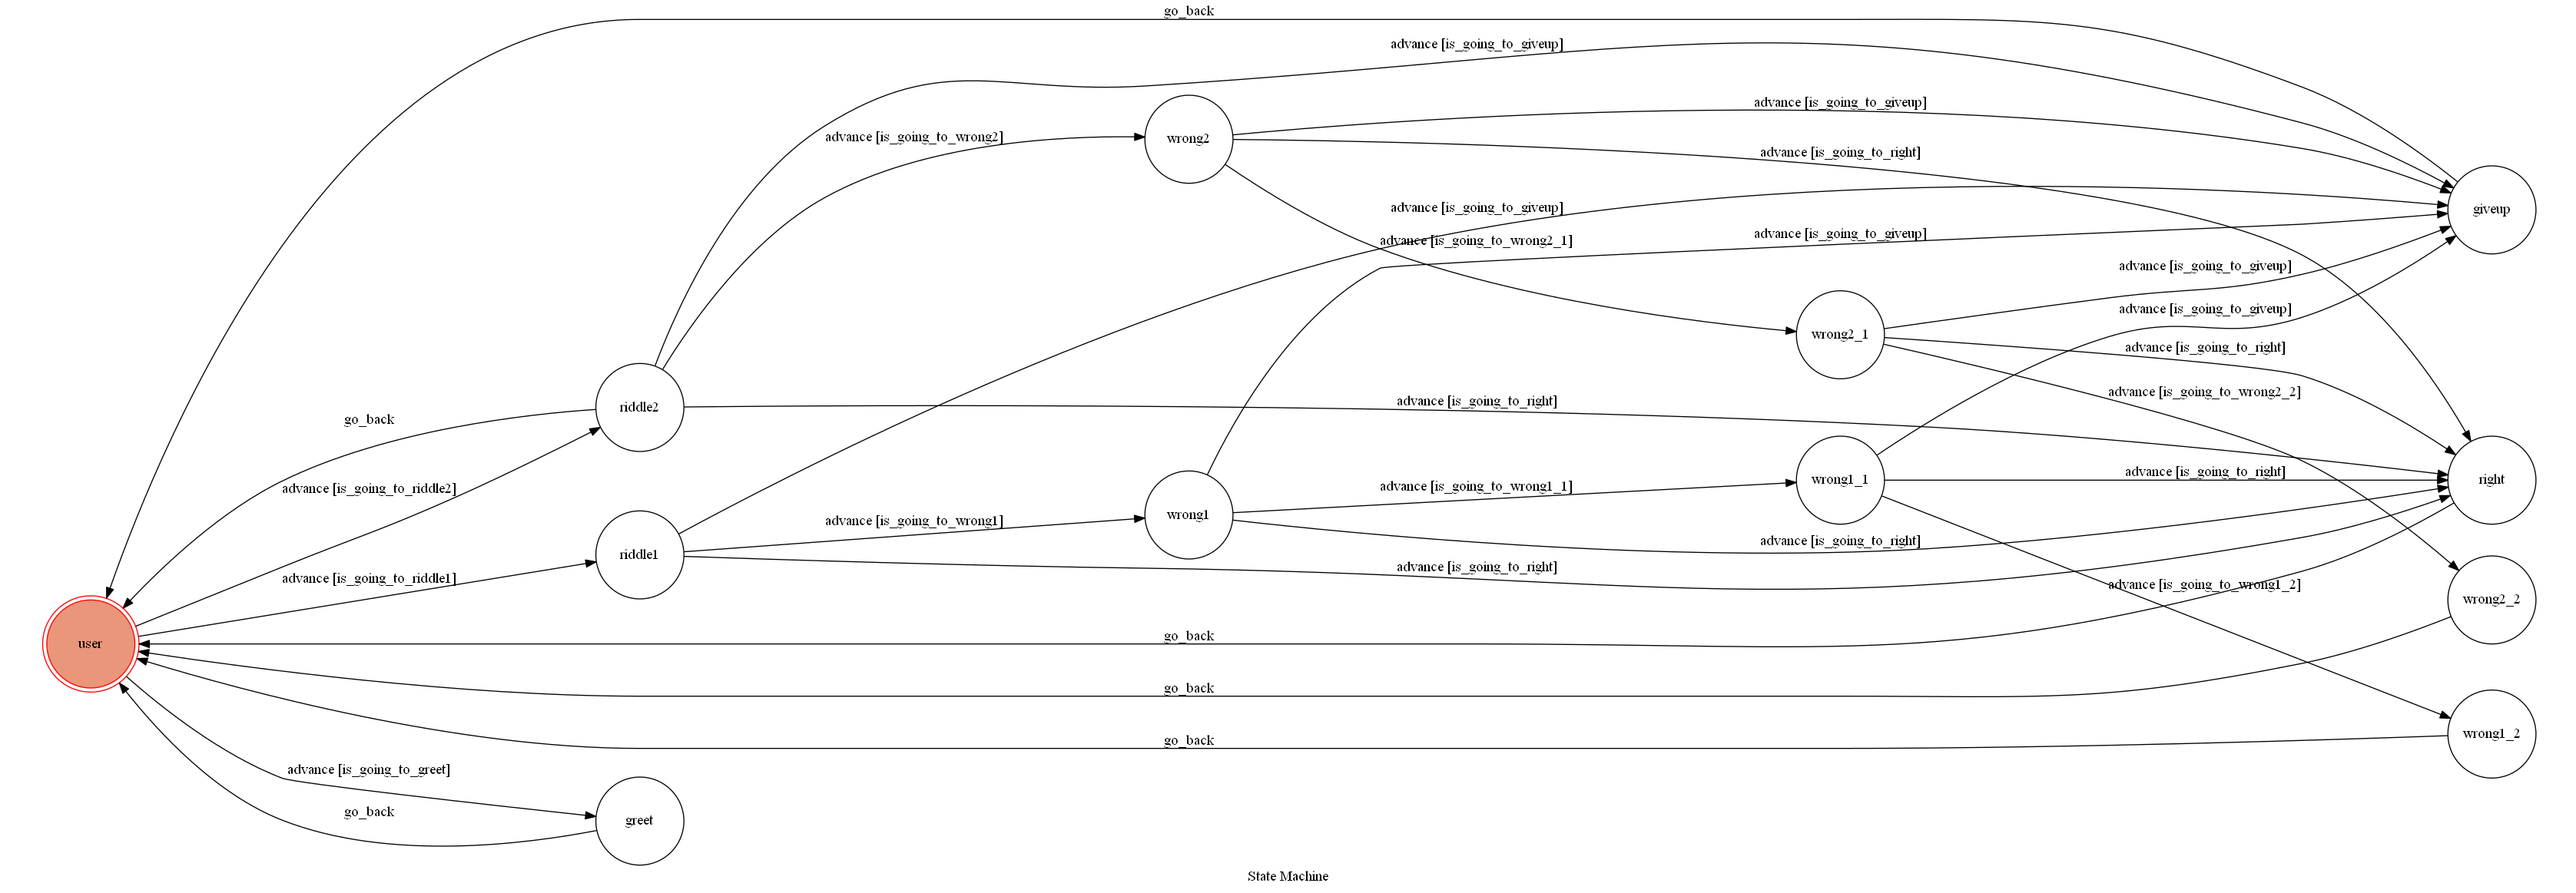 go_back
advance [is_going_to_giveup]
advance [is_going_to_giveup]
advance [is_going_to_wrong2]
wrong2
advance [is_going_to_right]
advance [is_going_to_giveup]
giveup
advance [is_going_to_giveup]
advance [is_going_to_wrong2_1]
advance [is_going_to_giveup]
advance [is_going_to_giveup]
wrong2_1
advance [is_going_to_right]
advance [is_going_to_wrong2_2]
advance [is_going_to_right]
riddle2
go_back
advance [is_going_to_right]
wrong1_1
right
advance [is_going_to_wrong1_1]
advance [is_going_to_riddle2]
wrong1
advance [is_going_to_wrong1]
advance [is_going_to_right]
riddle1
advance [is_going_to_right]
advance [is_going_to_riddle1]
advance [is_going_to_wrong1_2]
wrong2_2
go_back
user
go_back
wrong1_2
go_back
advance [is_going_to_greet]
go_back
greet
State Machine